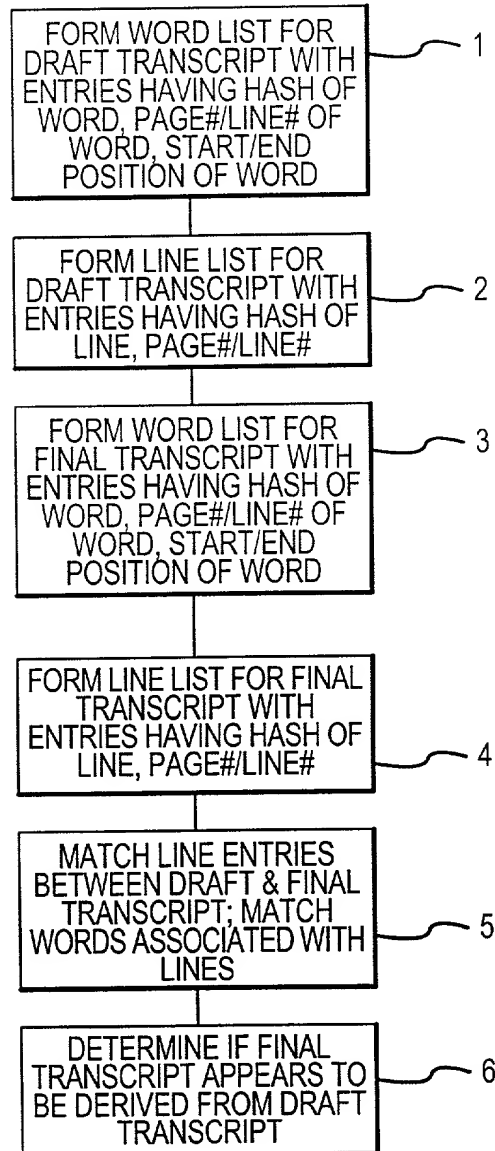 FORM WORD LIST FOR
DRAFT TRANSCRIPT WITH
ENTRIES HAVING HASH OF
WORD, PAGE#/LINE# OF
WORD, START/END
POSITION OF WORD
1
FORM LINE LIST FOR
DRAFT TRANSCRIPT WITH
ENTRIES HAVING HASH OF
LINE, PAGE#/LINE#
2
FORM WORD LIST FOR
FINAL TRANSCRIPT WITH
ENTRIES HAVING HASH OF
WORD, PAGE#/LINE# OF
WORD, START/END
POSITION OF WORD
3
FORM LINE LIST FOR FINAL
TRANSCRIPT WITH
ENTRIES HAVING HASH OF
LINE, PAGE#/LINE#
4
MATCH LINE ENTRIES
BETWEEN DRAFT & FINAL
TRANSCRIPT; MATCH
WORDS ASSOCIATED WITH
LINES
5
DETERMINE IF FINAL
TRANSCRIPT APPEARS TO
BE DERIVED FROM DRAFT
TRANSCRIPT
6